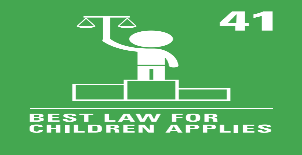 41
BEST LAW FOR
CHILDREN APPLIES